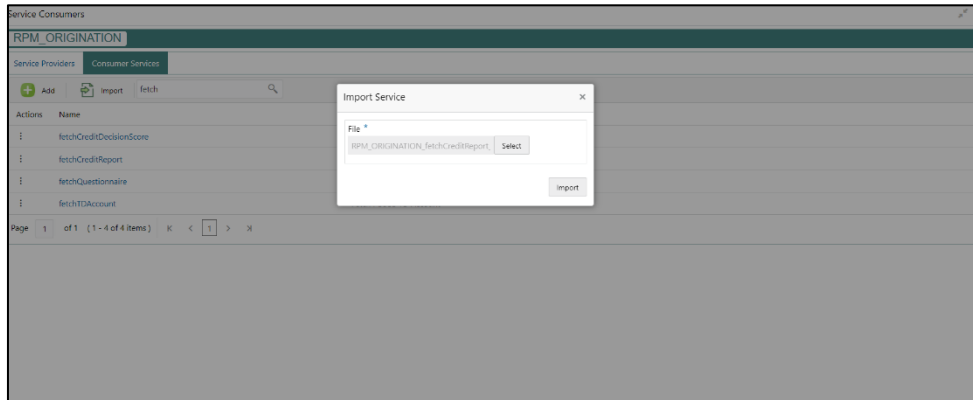 Service Consumers
RPM_ORIGINATION
Service Providers Consumer Services
Add Import fetch
Actions Name
fetchCreditDecisionScore
fetchCreditReport
fetchQuestionnaire
fetchTDAccount
Page 1 of 1 (1 - 4 of 4 items) K < 1 > X
Import Service ×
File *
RPM_ORIGINATION_fetchCreditReport_ Select
Import